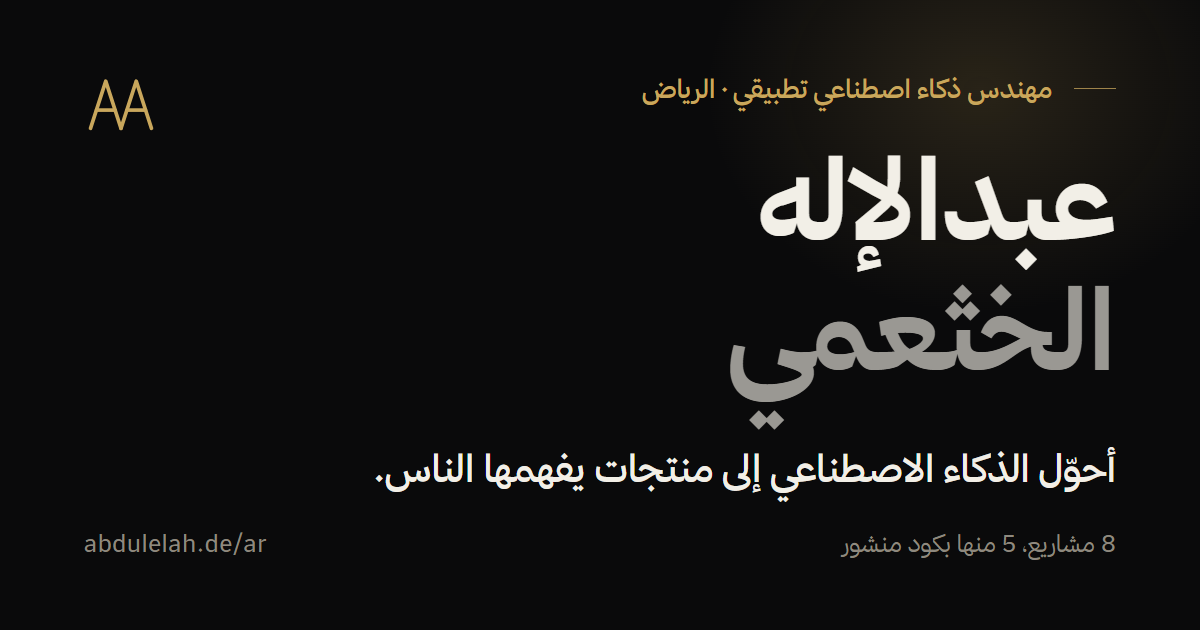 مهندس ذكاء اصطناعي تطبيقي · الرياض
AA
عبدالإله
الخثعمي
أحوّل الذكاء الاصطناعي إلى منتجات يفهمها الناس.
8 مشاريع، 5 منها بكود منشور
abdulelah.de/ar